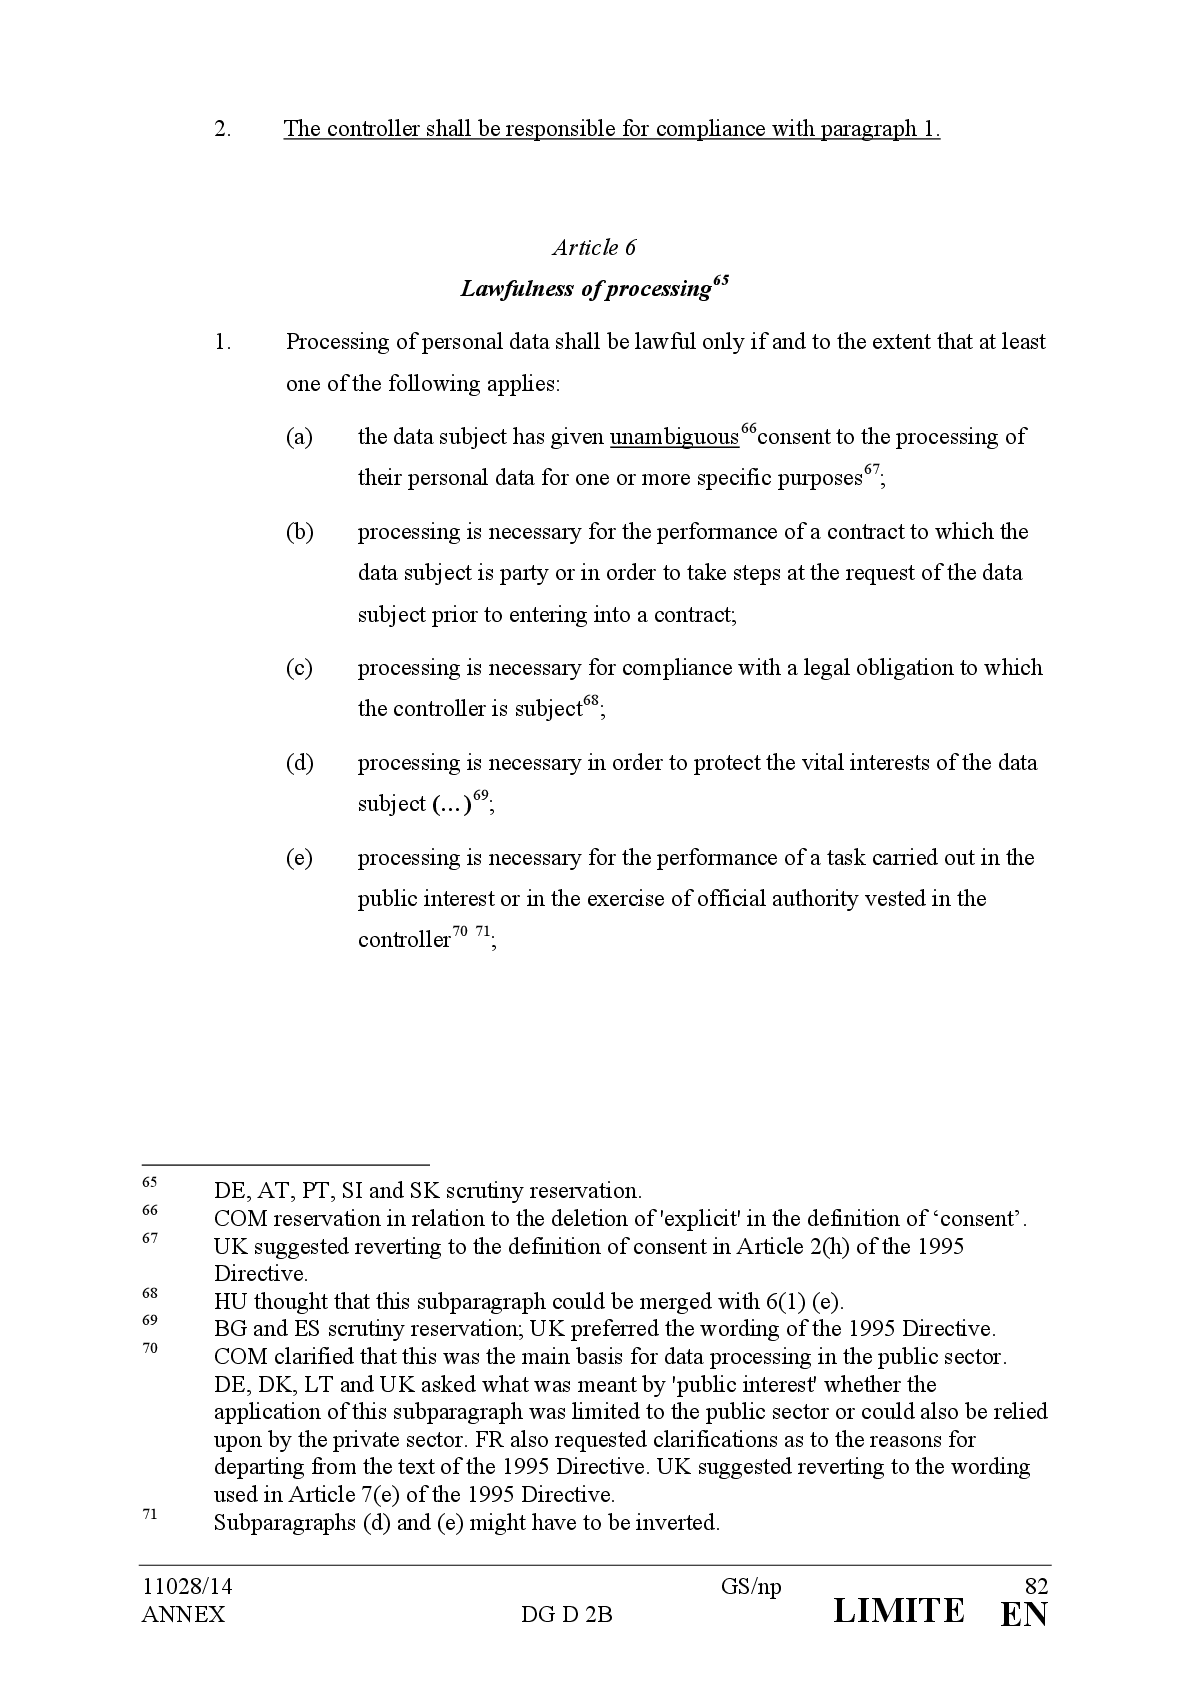 2. The controller shall be responsible for compliance with paragraph 1.
Article 6
Lawfulness of processing65
1. Processing of personal data shall be lawful only if and to the extent that at least
one of the following applies:
(a) the data subject has given unambiguous66consent to the processing of
their personal data for one or more specific purposes67;
(b) processing is necessary for the performance of a contract to which the
data subject is party or in order to take steps at the request of the data
subject prior to entering into a contract;
(c) processing is necessary for compliance with a legal obligation to which
the controller is subject68;
(d) processing is necessary in order to protect the vital interests of the data
subject (…)69;
(e) processing is necessary for the performance of a task carried out in the
public interest or in the exercise of official authority vested in the
controller70 71;
65 DE, AT, PT, SI and SK scrutiny reservation.
66 COM reservation in relation to the deletion of 'explicit' in the definition of ‘consent’.
67 UK suggested reverting to the definition of consent in Article 2(h) of the 1995
Directive.
68 HU thought that this subparagraph could be merged with 6(1) (e).
69 BG and ES scrutiny reservation; UK preferred the wording of the 1995 Directive.
70 COM clarified that this was the main basis for data processing in the public sector.
DE, DK, LT and UK asked what was meant by 'public interest' whether the
application of this subparagraph was limited to the public sector or could also be relied
upon by the private sector. FR also requested clarifications as to the reasons for
departing from the text of the 1995 Directive. UK suggested reverting to the wording
used in Article 7(e) of the 1995 Directive.
71 Subparagraphs (d) and (e) might have to be inverted.
11028/14 GS/np 82
ANNEX DG D 2B LIMITE EN